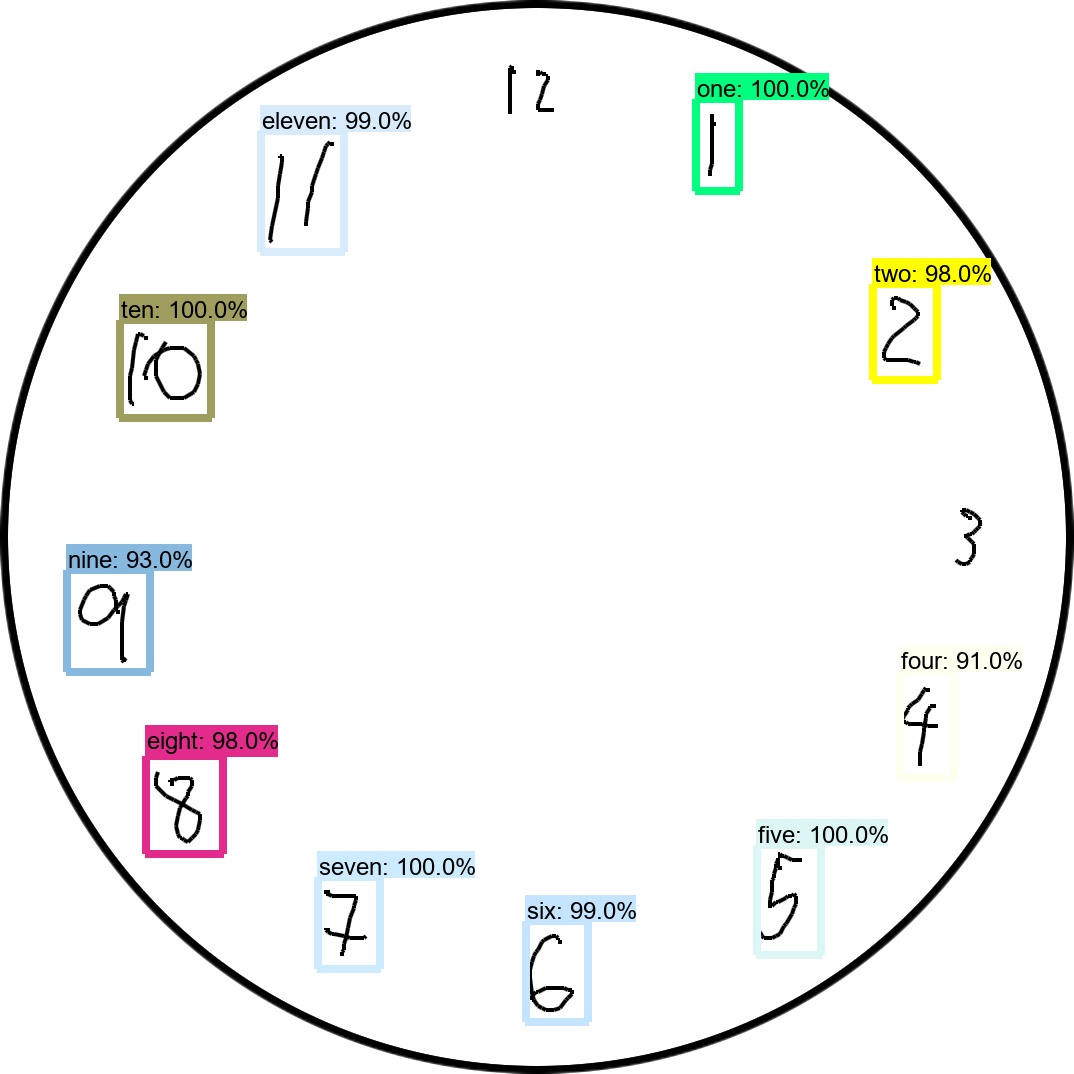 12
one: 100.0%
1
eleven: 99.0%
11
two: 98.0%
2
ten: 100.0%
10
3
nine: 93.0%
9
four: 91.0%
4
eight: 98.0%
8
five: 100.0%
5
seven: 100.0%
7
six: 99.0%
6